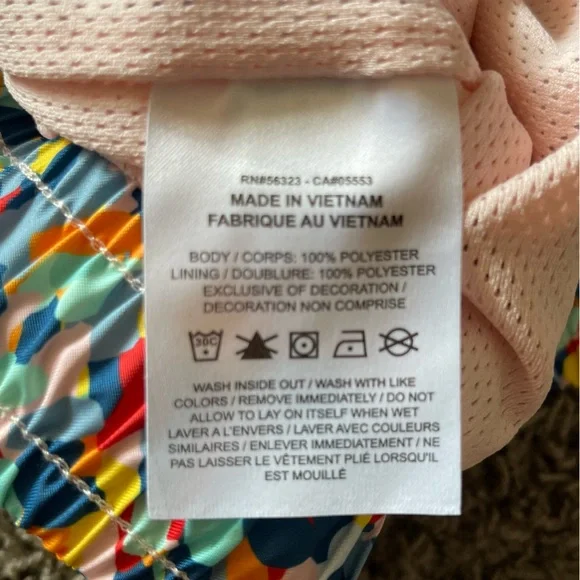 RN#56323 - CA#05553
MADE IN VIETNAM
FABRIQUE AU VIETNAM
BODY / CORPS: 100% POLYESTER
LINING / DOUBLURE: 100% POLYESTER
EXCLUSIVE OF DECORATION /
DECORATION NON COMPRISE
30C
WASH INSIDE OUT / WASH WITH LIKE
COLORS / REMOVE IMMEDIATELY / DO NOT
ALLOW TO LAY ON ITSELF WHEN WET
LAVER A L'ENVERS / LAVER AVEC COULEURS
SIMILAIRES / ENLEVER IMMEDIATEMENT / NE
PAS LAISSER LE VÊTEMENT PLIÉ LORSQU'IL
EST MOUILLÉ